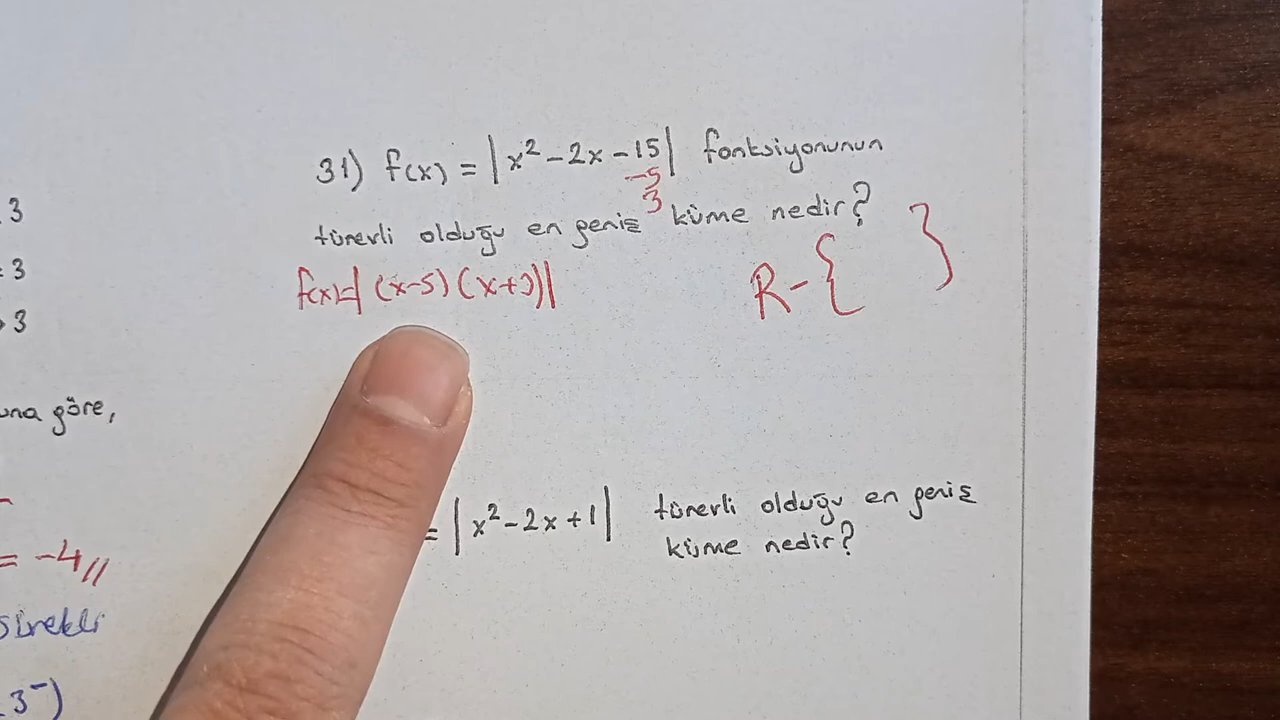 3
= 3
> 3
una göre,
= -4 //
sürekli
3⁻)
31) f(x) = |x² - 2x - 15| fonksiyonunun
-5
3
türevli olduğu en geniş küme nedir?
f(x)=|(x-5)(x+3)|
R-{ }
= |x² - 2x + 1| türevli olduğu en geniş
küme nedir?